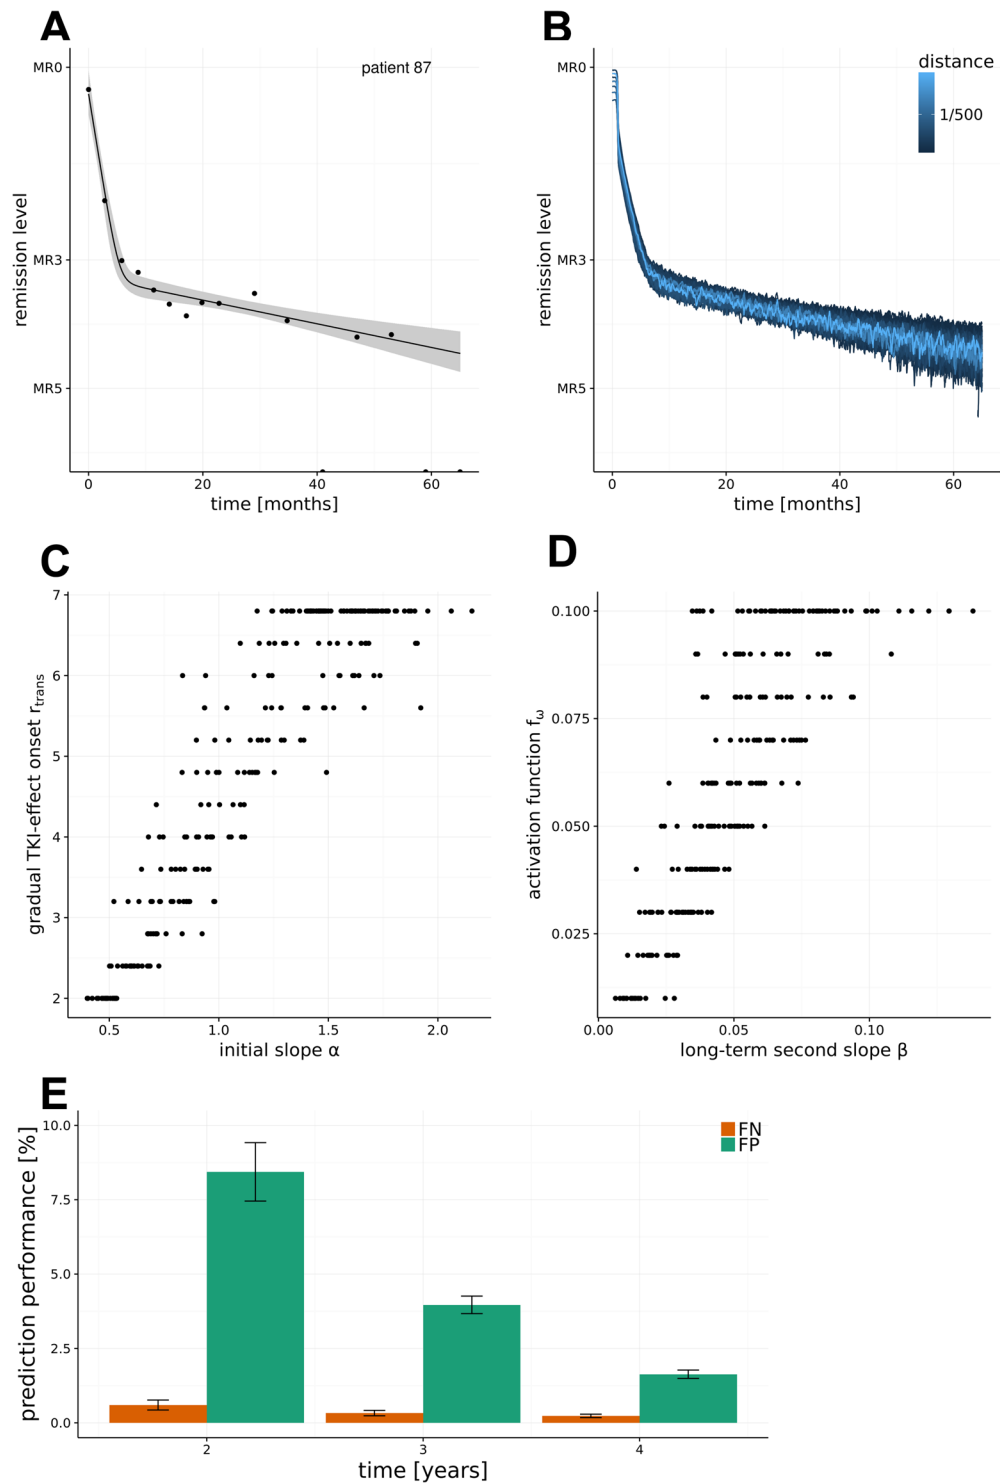 A
MR0
MR3
MR5
remission level
patient 87
0
20
40
60
time [months]
B
MR0
MR3
MR5
remission level
distance
1/500
0
20
40
60
time [months]
C
7
6
5
4
3
2
gradual TKI-effect onset r_trans
0.5
1.0
1.5
2.0
initial slope α
D
0.100
0.075
0.050
0.025
activation function f_ω
0.00
0.05
0.10
long-term second slope β
E
10.0
7.5
5.0
2.5
0.0
prediction performance [%]
FN
FP
2
3
4
time [years]